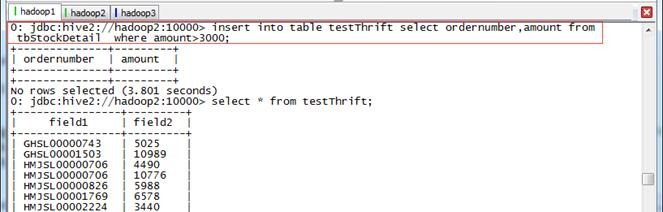 hadoop1 hadoop2 hadoop3
0: jdbc:hive2://hadoop2:10000> insert into table testThrift select ordernumber,amount from
tbStockDetail where amount>3000;
+--------------+---------+
| ordernumber | amount |
+--------------+---------+
No rows selected (3.801 seconds)
0: jdbc:hive2://hadoop2:10000> select * from testThrift;
+----------------+---------+
| field1 | field2 |
+----------------+---------+
| GHSL00000743 | 5025 |
| GHSL00001503 | 10989 |
| HMJSL00000706 | 4490 |
| HMJSL00000706 | 10776 |
| HMJSL00000826 | 5988 |
| HMJSL00001769 | 6578 |
| HMJSL00002224 | 3440 |